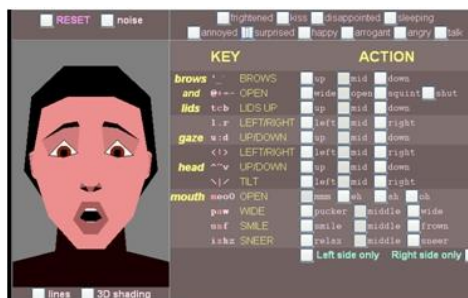 RESET noise
frightened kiss disappointed sleeping
annoyed surprised happy arrogant angry talk
KEY ACTION
brows BROWS up mid down
and OPEN wide open squint shut
lids tcb LIDS UP up mid down
l.r LEFT/RIGHT left mid right
gaze u:d UP/DOWN up mid down
<!> LEFT/RIGHT left mid right
head ^~v UP/DOWN up mid down
\|/ TILT left mid right
mouth meoO OPEN mmm eh ah oh
paw WIDE pucker middle wide
usf SMILE smile middle frown
SNEER relax middle sneer
Left side only Right side only
lines 3D shading